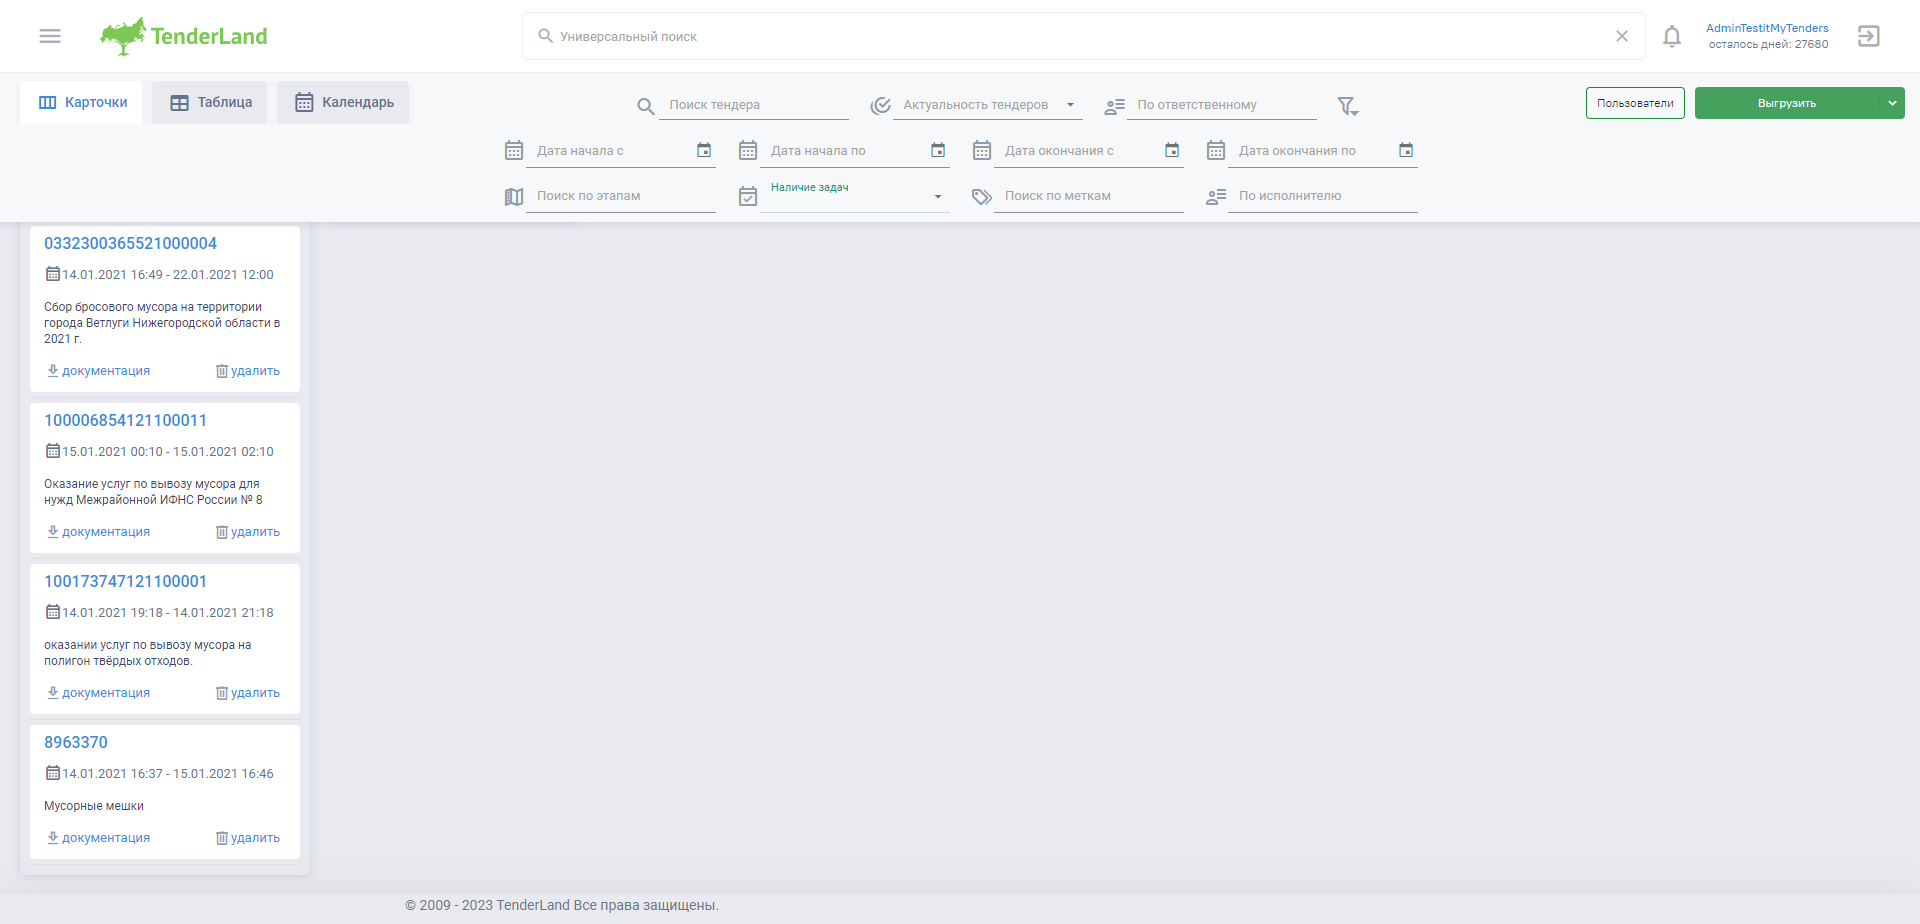 TenderLand
Универсальный поиск
AdminTestitMyTenders
осталось дней: 27680
Карточки
Таблица
Календарь
Поиск тендера
Актуальность тендеров
По ответственному
Пользователи
Выгрузить
Дата начала с
Дата начала по
Дата окончания с
Дата окончания по
Поиск по этапам
Наличие задач
Поиск по меткам
По исполнителю
0332300365521000004
14.01.2021 16:49 - 22.01.2021 12:00
Сбор бросового мусора на территории
города Ветлуги Нижегородской области в
2021 г.
документация
удалить
100006854121100011
15.01.2021 00:10 - 15.01.2021 02:10
Оказание услуг по вывозу мусора для
нужд Межрайонной ИФНС России № 8
документация
удалить
100173747121100001
14.01.2021 19:18 - 14.01.2021 21:18
оказании услуг по вывозу мусора на
полигон твёрдых отходов.
документация
удалить
8963370
14.01.2021 16:37 - 15.01.2021 16:46
Мусорные мешки
документация
удалить
© 2009 - 2023 TenderLand Все права защищены.